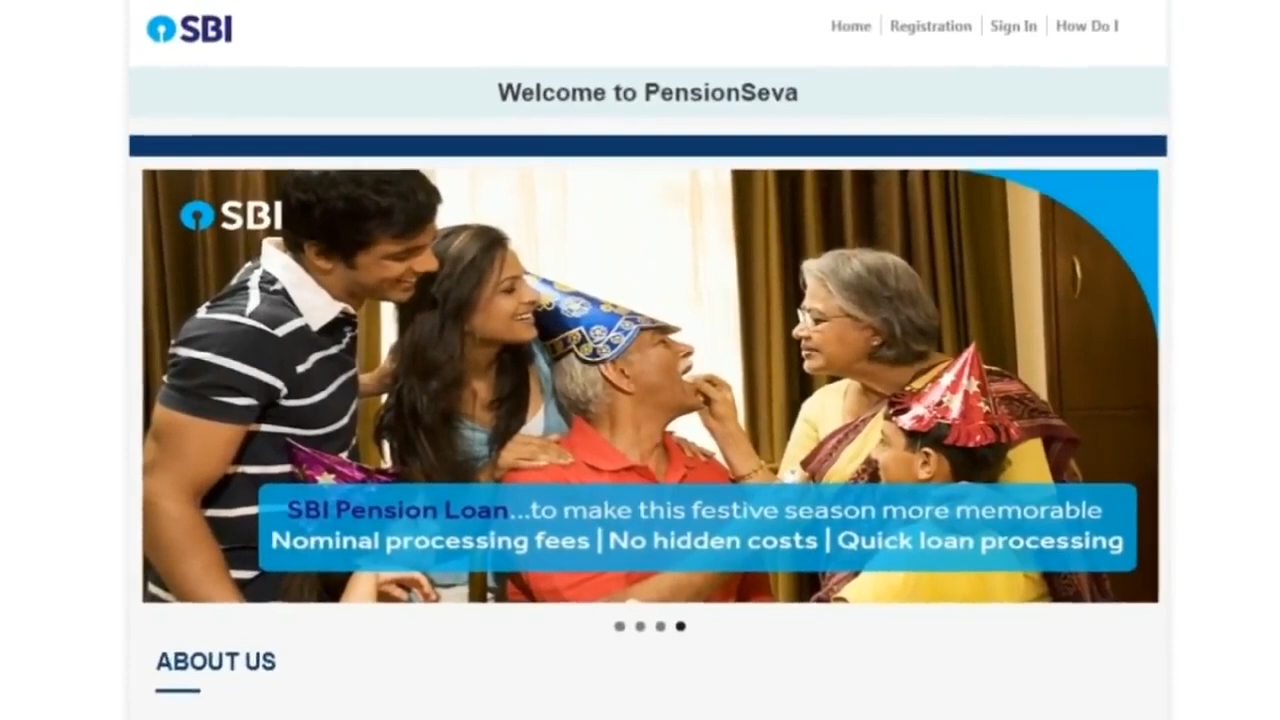 SBI
Home | Registration | Sign In | How Do I
Welcome to PensionSeva
SBI
SBI Pension Loan...to make this festive season more memorable
Nominal processing fees | No hidden costs | Quick loan processing
ABOUT US